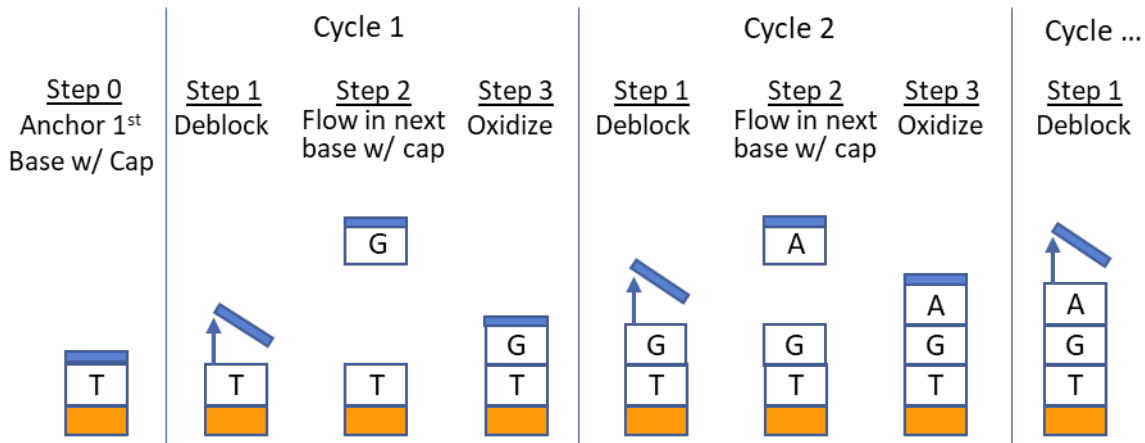 Cycle 1
Cycle 2
Cycle ...
Step 0
Anchor 1st
Base w/ Cap
Step 1
Deblock
Step 2
Flow in next
base w/ cap
Step 3
Oxidize
Step 1
Deblock
Step 2
Flow in next
base w/ cap
Step 3
Oxidize
Step 1
Deblock
T
T
G
T
G
T
G
T
A
G
T
A
G
T
A
G
T